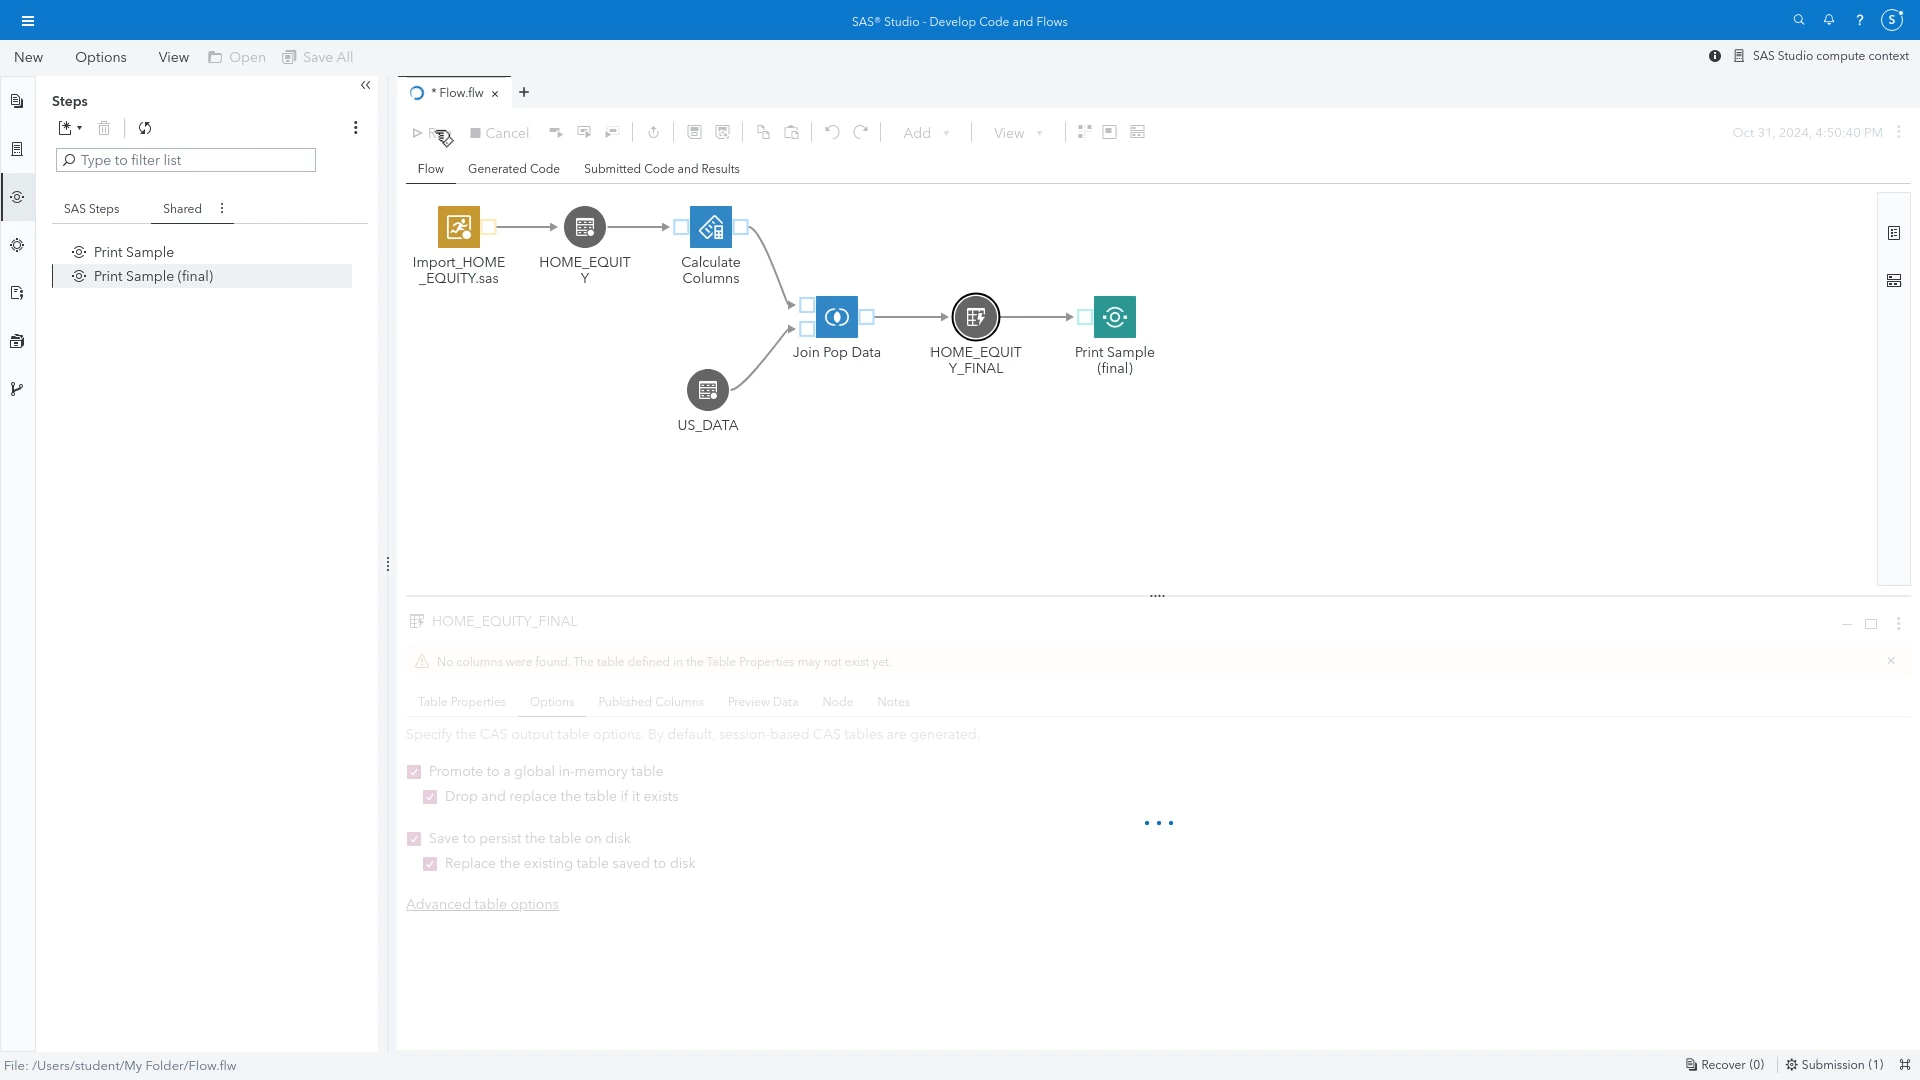 SAS® Studio - Develop Code and Flows
S
New Options View Open Save All
SAS Studio compute context
Steps
Type to filter list
SAS Steps Shared
Print Sample
Print Sample (final)
* Flow.flw
Cancel Add View Oct 31, 2024, 4:50:40 PM
Flow Generated Code Submitted Code and Results
Import_HOME
_EQUITY.sas
HOME_EQUIT
Y
Calculate
Columns
Join Pop Data
HOME_EQUIT
Y_FINAL
Print Sample
(final)
US_DATA
HOME_EQUITY_FINAL
No columns were found. The table defined in the Table Properties may not exist yet.
Table Properties Options Published Columns Preview Data Node Notes
Specify the CAS output table options. By default, session-based CAS tables are generated.
Promote to a global in-memory table
Drop and replace the table if it exists
Save to persist the table on disk
Replace the existing table saved to disk
Advanced table options
File: /Users/student/My Folder/Flow.flw
Recover (0) Submission (1)